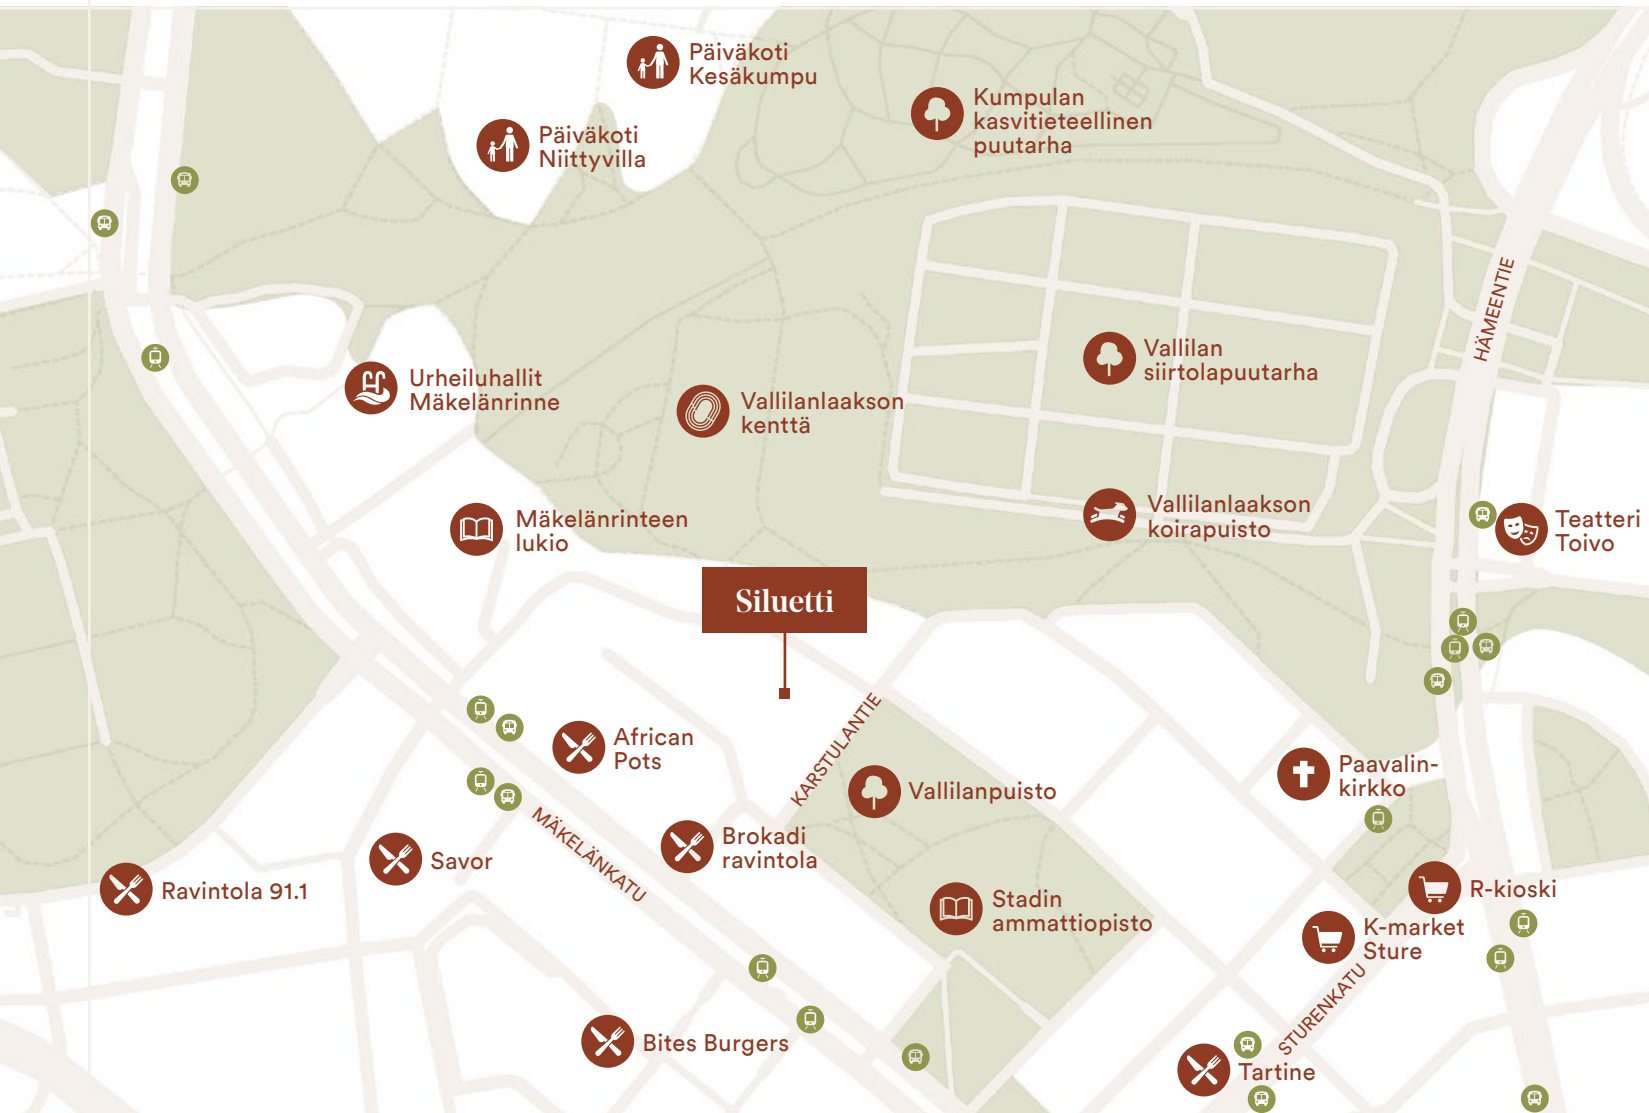 Päiväkoti
Kesäkumpu
Kumpulan
kasvitieteellinen
puutarha
Päiväkoti
Niittyvilla
HÄMEENTIE
Vallilan
siirtolapuutarha
Urheiluhallit
Mäkelänrinne
Vallilanlaakson
kenttä
Vallilanlaakson
koirapuisto
Mäkelänrinteen
lukio
Teatteri
Toivo
Siluetti
African
Pots
KARSTULANTIE
Paavalin-
kirkko
Vallilanpuisto
MÄKELÄNKATU
Brokadi
ravintola
Savor
Ravintola 91.1
R-kioski
Stadin
ammattiopisto
K-market
Sture
STURENKATU
Bites Burgers
Tartine